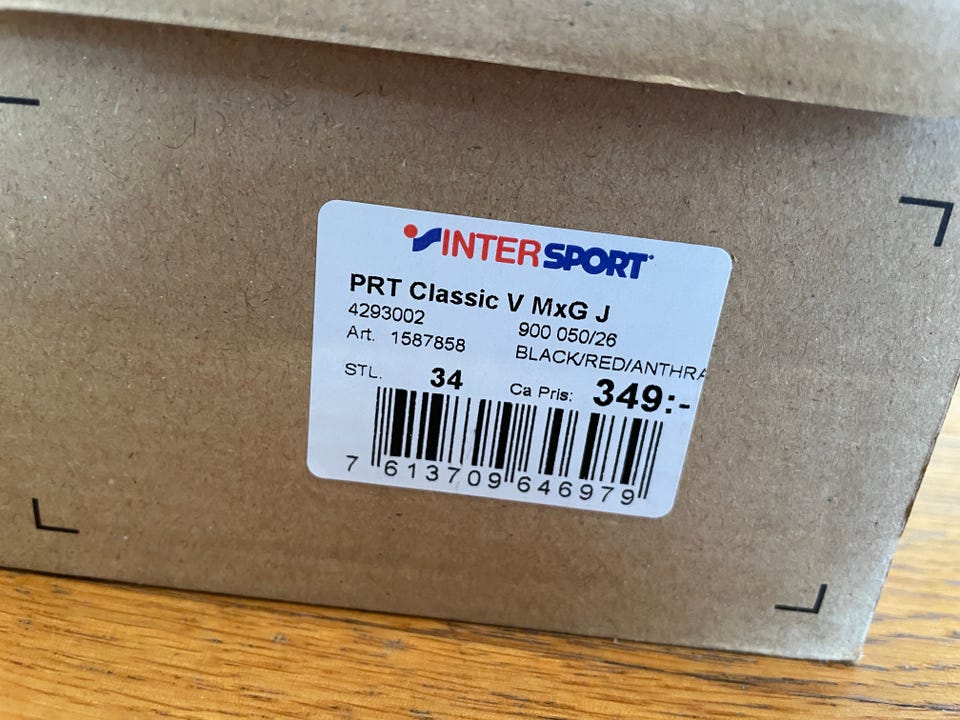 INTERSPORT
PRT Classic V MxG J
4293002 900 050/26
Art. 1587858 BLACK/RED/ANTHRA
STL. 34 Ca Pris: 349:-
7 613709 646979